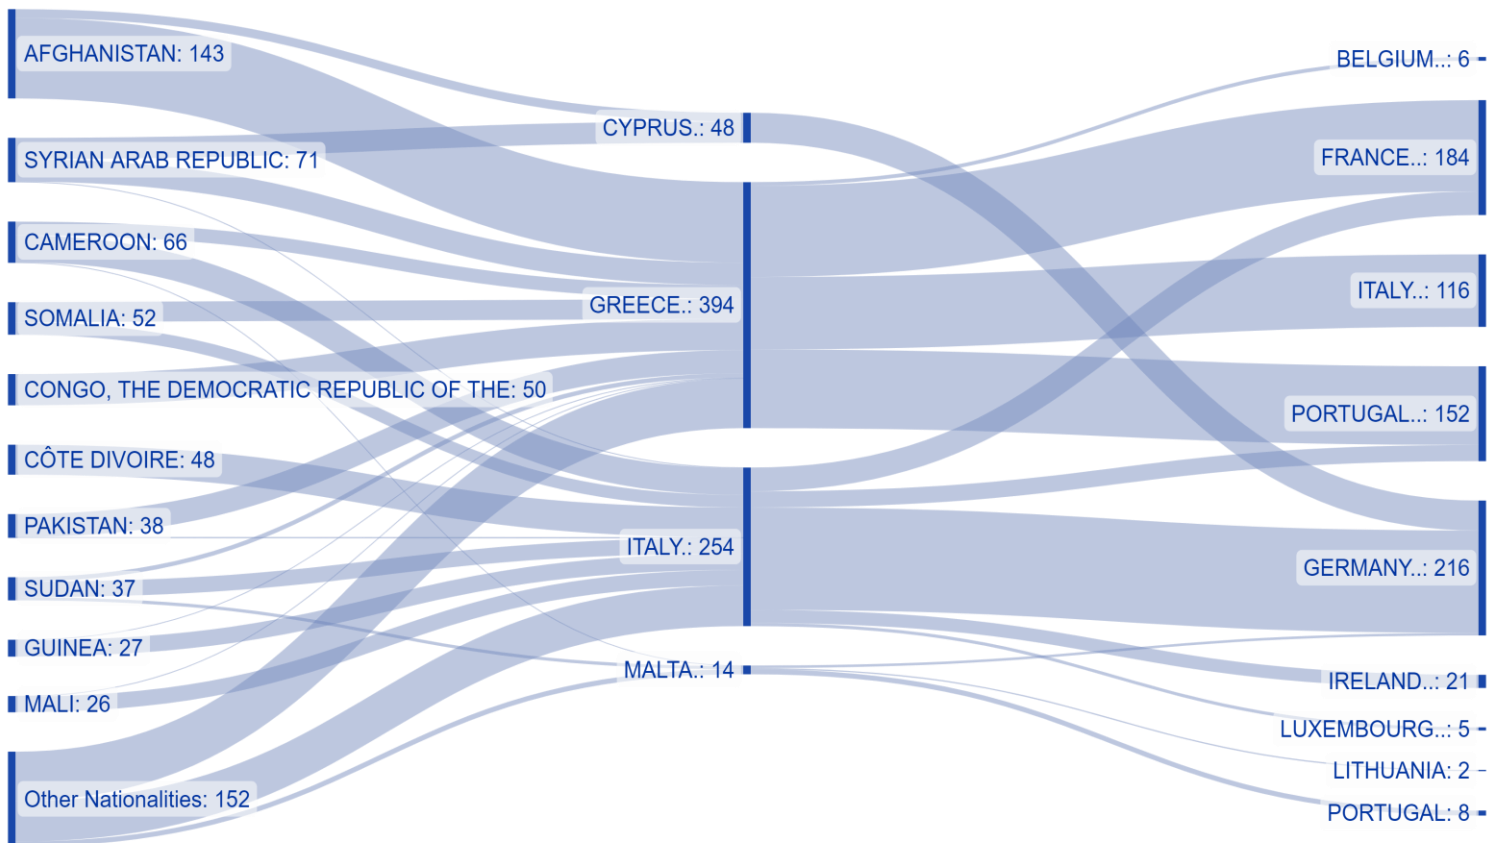 AFGHANISTAN: 143
SYRIAN ARAB REPUBLIC: 71
CAMEROON: 66
SOMALIA: 52
CONGO, THE DEMOCRATIC REPUBLIC OF THE: 50
CÔTE DIVOIRE: 48
PAKISTAN: 38
SUDAN: 37
GUINEA: 27
MALI: 26
Other Nationalities: 152
CYPRUS.: 48
GREECE.: 394
ITALY.: 254
MALTA.: 14
BELGIUM..: 6
FRANCE..: 184
ITALY..: 116
PORTUGAL..: 152
GERMANY..: 216
IRELAND..: 21
LUXEMBOURG..: 5
LITHUANIA: 2
PORTUGAL: 8